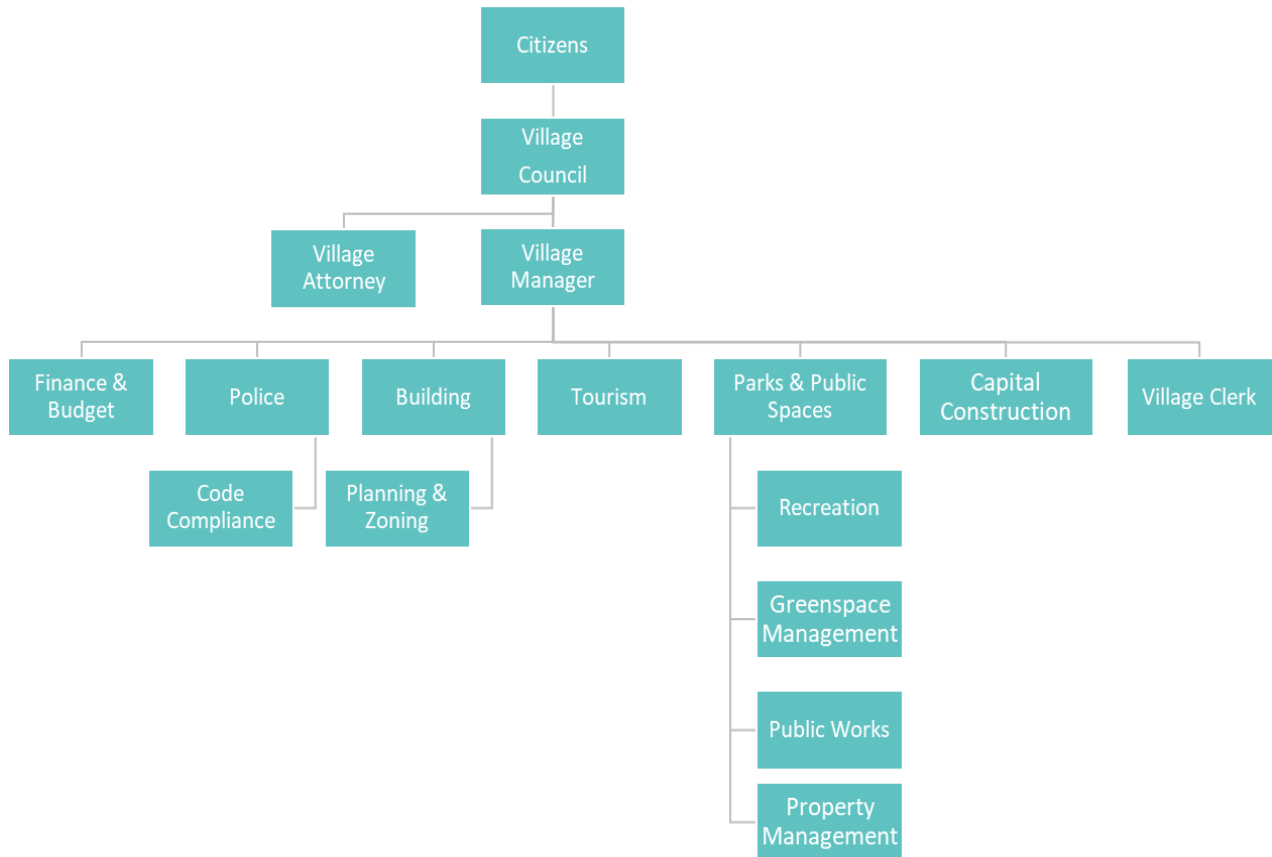 Citizens
Village
Council
Village
Attorney
Village
Manager
Finance &
Budget
Police
Building
Tourism
Parks & Public
Spaces
Capital
Construction
Village Clerk
Code
Compliance
Planning &
Zoning
Recreation
Greenspace
Management
Public Works
Property
Management